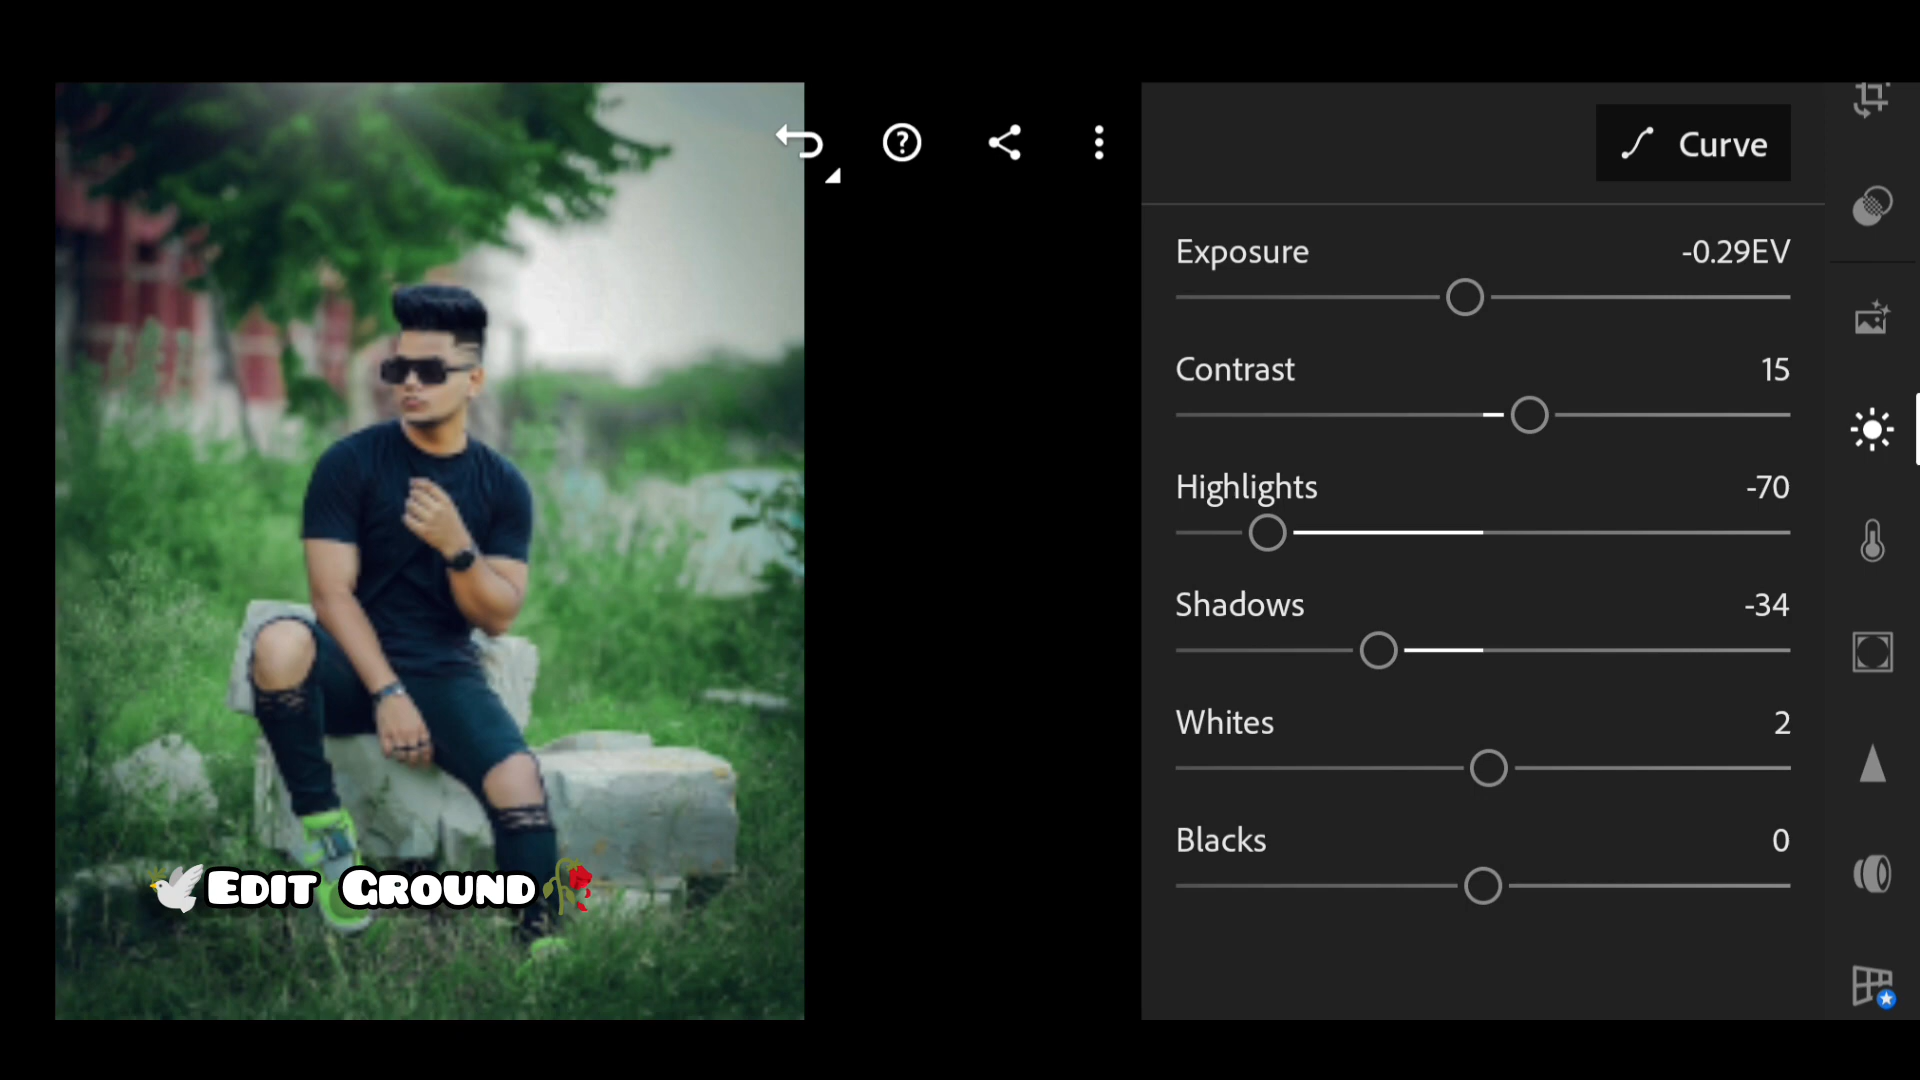 Curve
Exposure -0.29EV
Contrast 15
Highlights -70
Shadows -34
Whites 2
Blacks 0
EDIT GROUND